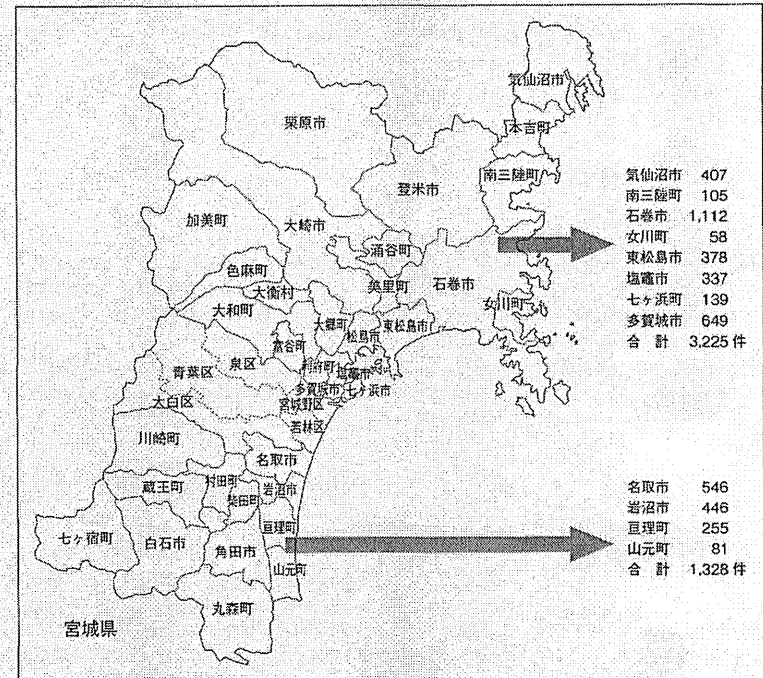 気仙沼市
栗原市
本吉町
南三陸町
登米市
加美町
大崎市
涌谷町
色麻町
美里町
石巻市
大衡村
女川町
大和町
大郷町
東松島市
松島市
富谷町
泉区
利府町
青葉区
塩竈市
多賀城市
七ヶ浜市
大白区
宮城野区
若林区
川崎町
名取市
村田町
岩沼市
蔵王町
柴田町
亘理町
七ヶ宿町
白石市
角田市
山元町
丸森町
宮城県
気仙沼市 407
南三陸町 105
石巻市 1,112
女川町 58
東松島市 378
塩竈市 337
七ヶ浜町 139
多賀城市 649
合 計 3,225 件
名取市 546
岩沼市 446
亘理町 255
山元町 81
合 計 1,328 件